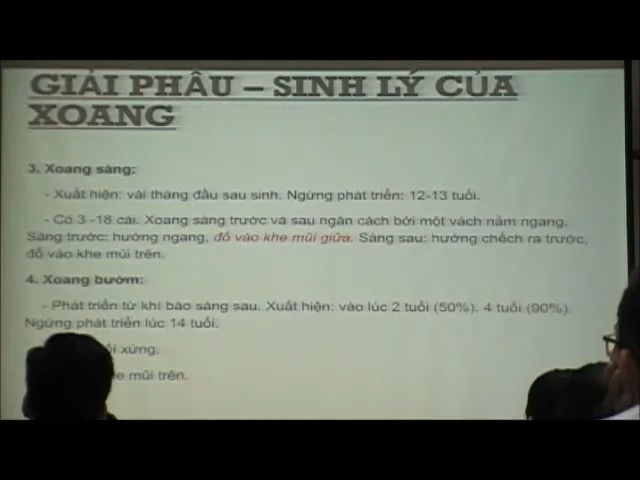 GIẢI PHẪU – SINH LÝ CỦA
XOANG
3. Xoang sàng:
- Xuất hiện: vài tháng đầu sau sinh. Ngừng phát triển: 12-13 tuổi.
- Có 3 -18 cái. Xoang sàng trước và sau ngăn cách bởi một vách nằm ngang.
Sàng trước: hướng ngang, đổ vào khe mũi giữa. Sàng sau: hướng chếch ra trước,
đổ vào khe mũi trên.
4. Xoang bướm:
- Phát triển từ khí bào sàng sau. Xuất hiện: vào lúc 2 tuổi (50%), 4 tuổi (90%).
Ngừng phát triển lúc 14 tuổi.
xứng.
mũi trên.